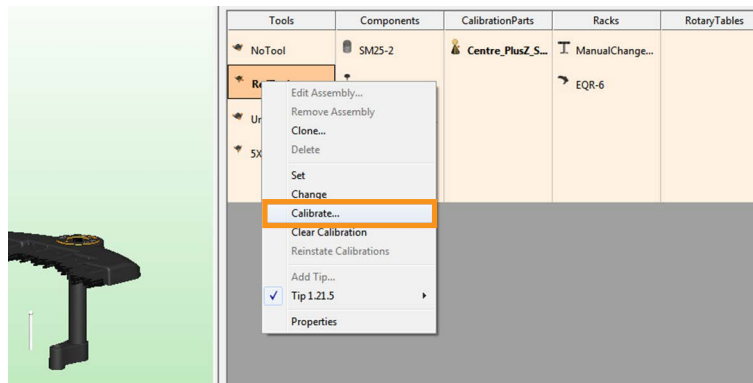 Tools Components CalibrationParts Racks RotaryTables
NoTool SM25-2 Centre_PlusZ_S... ManualChange...
EQR-6
Edit Assembly...
Remove Assembly
Clone...
Delete
Set
Change
Calibrate...
Clear Calibration
Reinstate Calibrations
Add Tip...
Tip 1.21.5
Properties